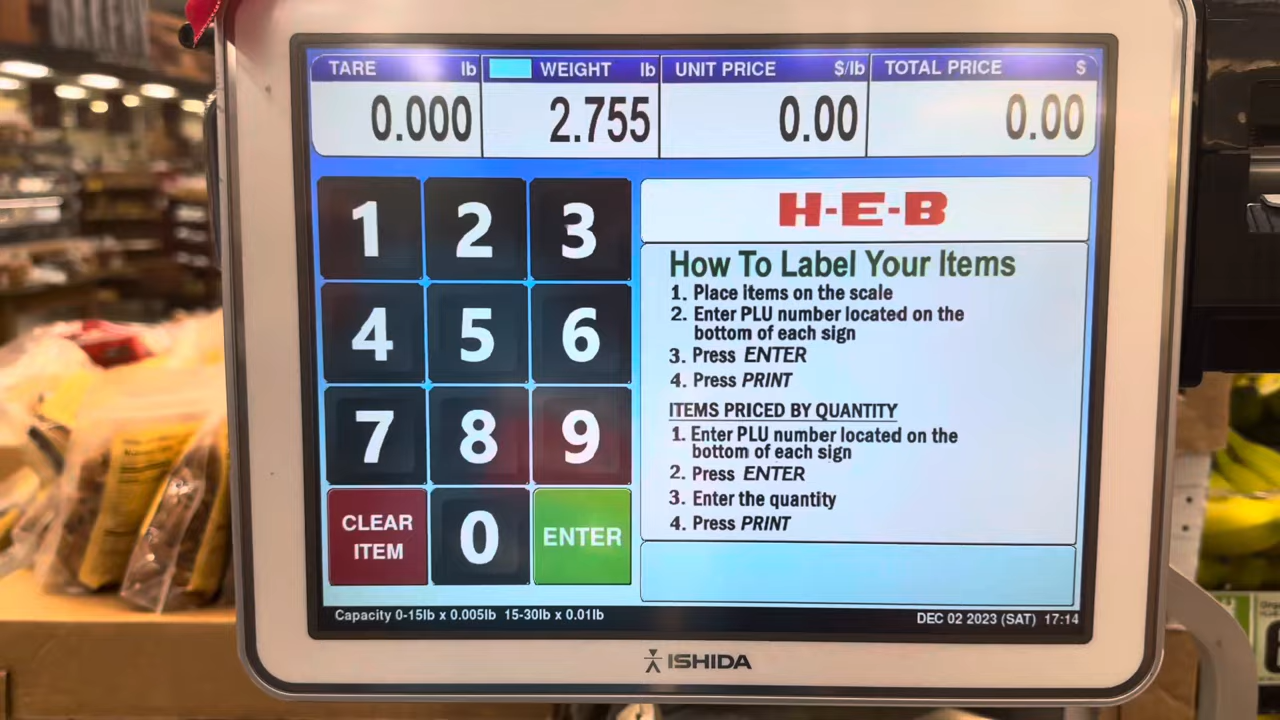 TARE lb WEIGHT lb UNIT PRICE $/lb TOTAL PRICE $
0.000 2.755 0.00 0.00
1 2 3
4 5 6
7 8 9
CLEAR ITEM 0 ENTER
H-E-B
How To Label Your Items
1. Place items on the scale
2. Enter PLU number located on the
bottom of each sign
3. Press ENTER
4. Press PRINT
ITEMS PRICED BY QUANTITY
1. Enter PLU number located on the
bottom of each sign
2. Press ENTER
3. Enter the quantity
4. Press PRINT
Capacity 0-15lb x 0.005lb 15-30lb x 0.01lb
DEC 02 2023 (SAT) 17:14
ISHIDA